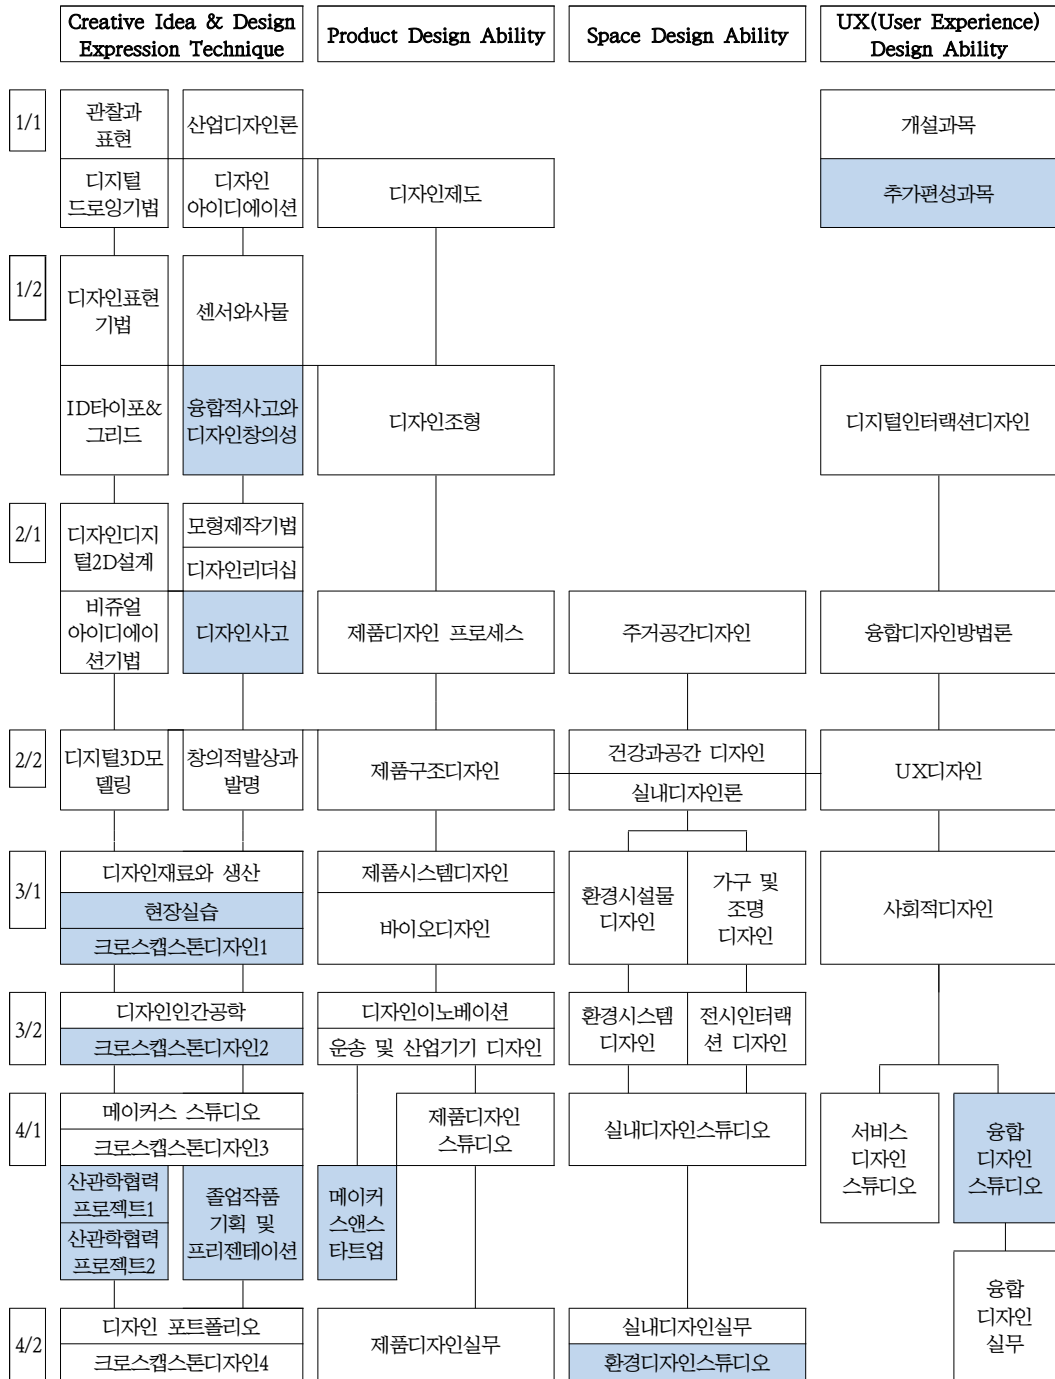 Creative Idea & Design
Expression Technique
Product Design Ability
Space Design Ability
UX(User Experience)
Design Ability
1/1
관찰과
표현
산업디자인론
개설과목
디지털
드로잉기법
디자인
아이디에이션
디자인제도
추가편성과목
1/2
디자인표현
기법
센서와사물
ID타이포&
그리드
융합적사고와
디자인창의성
디자인조형
디지털인터랙션디자인
2/1
디자인디지
털2D설계
모형제작기법
디자인리더십
비쥬얼
아이디에이
션기법
디자인사고
제품디자인 프로세스
주거공간디자인
융합디자인방법론
2/2
디지털3D모
델링
창의적발상과
발명
제품구조디자인
건강과공간 디자인
실내디자인론
UX디자인
3/1
디자인재료와 생산
현장실습
크로스캡스톤디자인1
제품시스템디자인
바이오디자인
환경시설물
디자인
가구 및
조명
디자인
사회적디자인
3/2
디자인인간공학
크로스캡스톤디자인2
디자인이노베이션
운송 및 산업기기 디자인
환경시스템
디자인
전시인터랙
션 디자인
4/1
메이커스 스튜디오
크로스캡스톤디자인3
산관학협력
프로젝트1
산관학협력
프로젝트2
졸업작품
기획 및
프리젠테이션
메이커
스앤스
타트업
제품디자인
스튜디오
실내디자인스튜디오
서비스
디자인
스튜디오
융합
디자인
스튜디오
4/2
디자인 포트폴리오
크로스캡스톤디자인4
제품디자인실무
실내디자인실무
환경디자인스튜디오
융합
디자인
실무